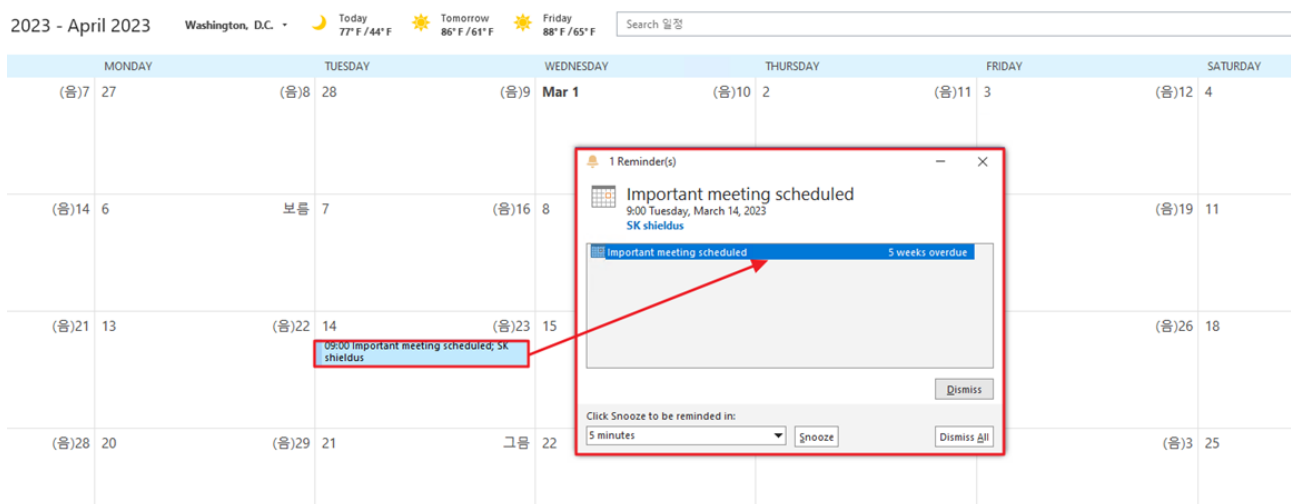 2023 - April 2023
Washington, D.C.
Today
77°F/44°F
Tomorrow
86°F/61°F
Friday
88°F/65°F
Search 일정
MONDAY TUESDAY WEDNESDAY THURSDAY FRIDAY SATURDAY
(음)7 27 (음)8 28 (음)9 Mar 1 (음)10 2 (음)11 3 (음)12 4
1 Reminder(s)
Important meeting scheduled
9:00 Tuesday, March 14, 2023
SK shieldus
Important meeting scheduled 5 weeks overdue
Dismiss
Click Snooze to be reminded in:
5 minutes Snooze Dismiss All
(음)14 6 보름 7 (음)16 8 (음)19 11
(음)21 13 (음)22 14 (음)23 15 (음)26 18
09:00 Important meeting scheduled; SK
shieldus
(음)28 20 (음)29 21 그믐 22 (음)3 25